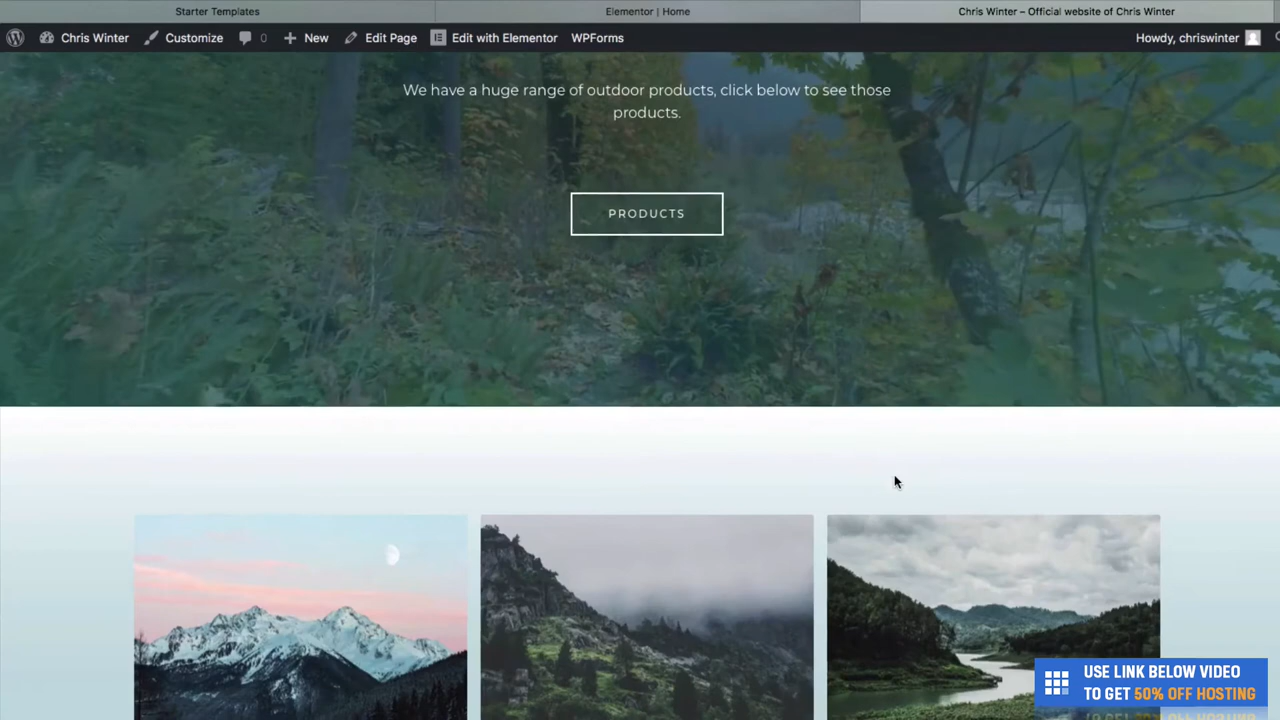 Starter Templates
Elementor | Home
Chris Winter – Official website of Chris Winter
Chris Winter
Customize
0
New
Edit Page
Edit with Elementor
WPForms
Howdy, chriswinter
We have a huge range of outdoor products, click below to see those
products.
PRODUCTS
USE LINK BELOW VIDEO
TO GET 50% OFF HOSTING